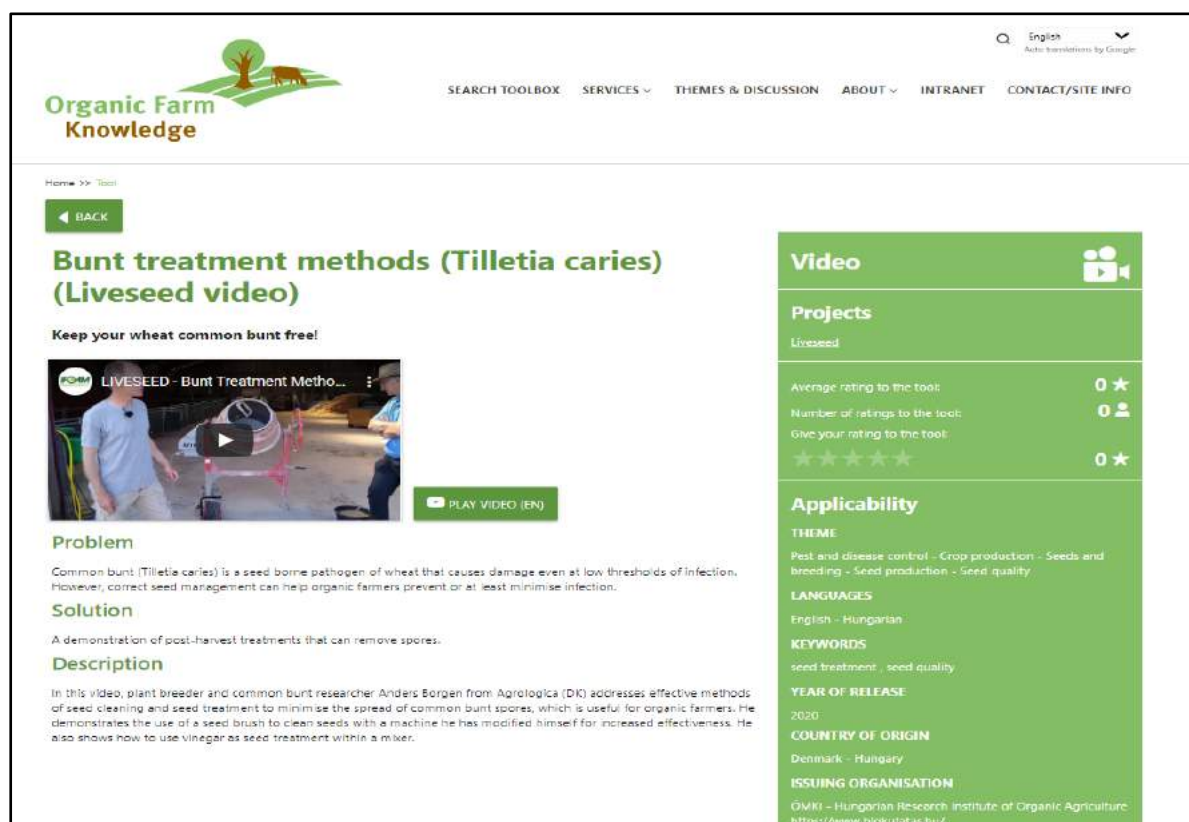 English
Auto translations by Google
Organic Farm
Knowledge
SEARCH TOOLBOX SERVICES THEMES & DISCUSSION ABOUT INTRANET CONTACT/SITE INFO
Home >> Tool
BACK
Bunt treatment methods (Tilletia caries)
(Liveseed video)
Keep your wheat common bunt free!
LIVESEED - Bunt Treatment Metho...
PLAY VIDEO (EN)
Problem
Common bunt (Tilletia caries) is a seed borne pathogen of wheat that causes damage even at low thresholds of infection.
However, correct seed management can help organic farmers prevent or at least minimise infection.
Solution
A demonstration of post-harvest treatments that can remove spores.
Description
In this video, plant breeder and common bunt researcher Anders Borgen from Agrologica (DK) addresses effective methods
of seed cleaning and seed treatment to minimise the spread of common bunt spores, which is useful for organic farmers. He
demonstrates the use of a seed brush to clean seeds with a machine he has modified himself for increased effectiveness. He
also shows how to use vinegar as seed treatment within a mixer.
Video
Projects
Liveseed
Average rating to the tool: 0
Number of ratings to the tool: 0
Give your rating to the tool:
0
Applicability
THEME
Pest and disease control - Crop production - Seeds and
breeding - Seed production - Seed quality
LANGUAGES
English - Hungarian
KEYWORDS
seed treatment , seed quality
YEAR OF RELEASE
2020
COUNTRY OF ORIGIN
Denmark - Hungary
ISSUING ORGANISATION
ÖMKI - Hungarian Research Institute of Organic Agriculture